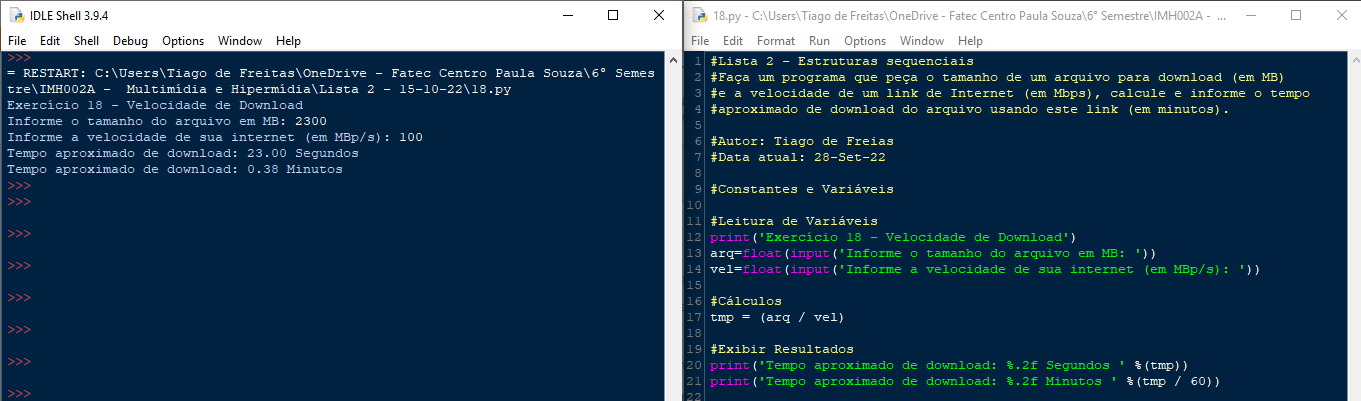 IDLE Shell 3.9.4
File Edit Shell Debug Options Window Help
>>>
= RESTART: C:\Users\Tiago de Freitas\OneDrive - Fatec Centro Paula Souza\6° Semes
tre\IMH002A -  Multimídia e Hipermídia\Lista 2 - 15-10-22\18.py
Exercício 18 - Velocidade de Download
Informe o tamanho do arquivo em MB: 2300
Informe a velocidade de sua internet (em MBp/s): 100
Tempo aproximado de download: 23.00 Segundos
Tempo aproximado de download: 0.38 Minutos
>>>
>>>
>>>
>>>
>>>
>>>
>>>
>>>
18.py - C:\Users\Tiago de Freitas\OneDrive - Fatec Centro Paula Souza\6° Semestre\IMH002A - ...
File Edit Format Run Options Window Help
1 #Lista 2 - Estruturas sequenciais
2 #Faça um programa que peça o tamanho de um arquivo para download (em MB)
3 #e a velocidade de um link de Internet (em Mbps), calcule e informe o tempo
4 #aproximado de download do arquivo usando este link (em minutos).
5
6 #Autor: Tiago de Freias
7 #Data atual: 28-Set-22
8
9 #Constantes e Variáveis
10
11 #Leitura de Variáveis
12 print('Exercício 18 - Velocidade de Download')
13 arq=float(input('Informe o tamanho do arquivo em MB: '))
14 vel=float(input('Informe a velocidade de sua internet (em MBp/s): '))
15
16 #Cálculos
17 tmp = (arq / vel)
18
19 #Exibir Resultados
20 print('Tempo aproximado de download: %.2f Segundos ' %(tmp))
21 print('Tempo aproximado de download: %.2f Minutos ' %(tmp / 60))
22